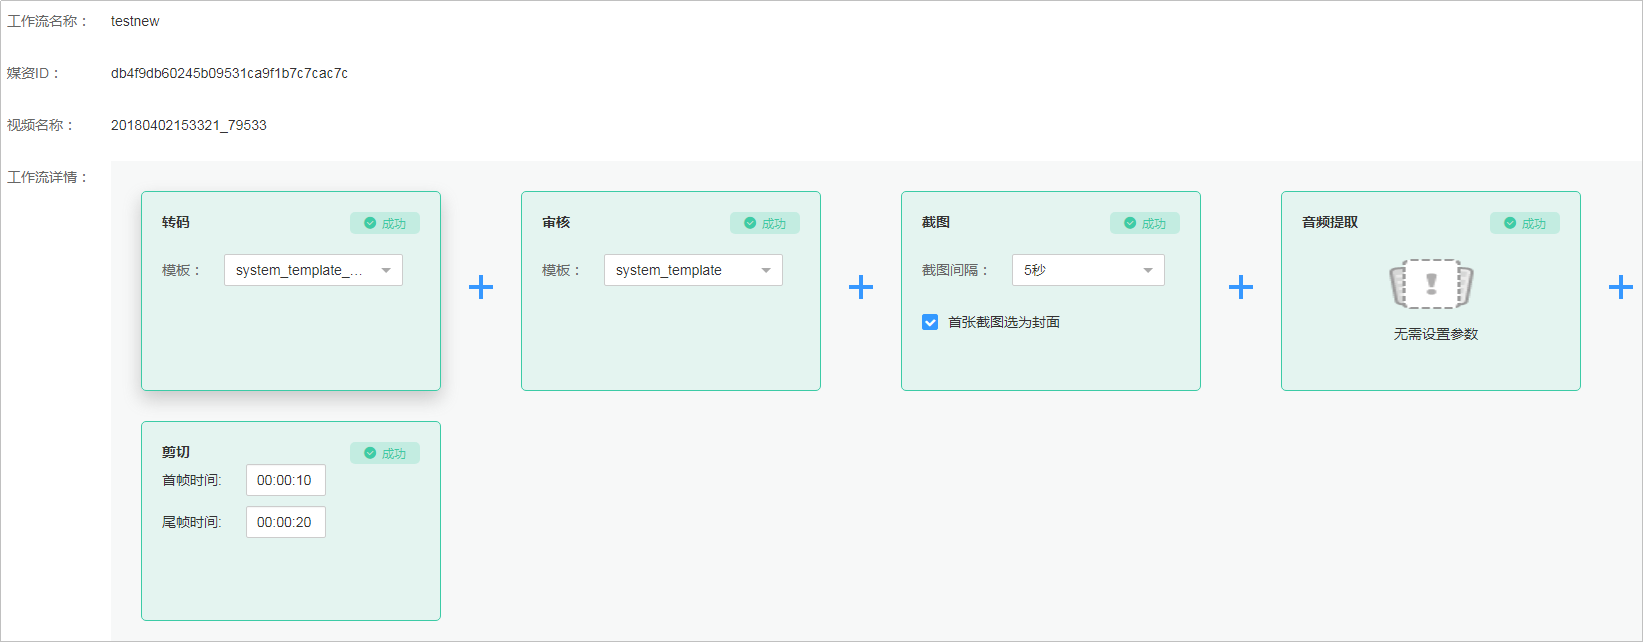 工作流名称： testnew
媒资ID： db4f9db60245b09531ca9f1b7c7cac7c
视频名称： 20180402153321_79533
工作流详情：
转码 成功
模板： system_template_...
审核 成功
模板： system_template
截图 成功
截图间隔： 5秒
首张截图选为封面
音频提取 成功
无需设置参数
剪切 成功
首帧时间: 00:00:10
尾帧时间: 00:00:20